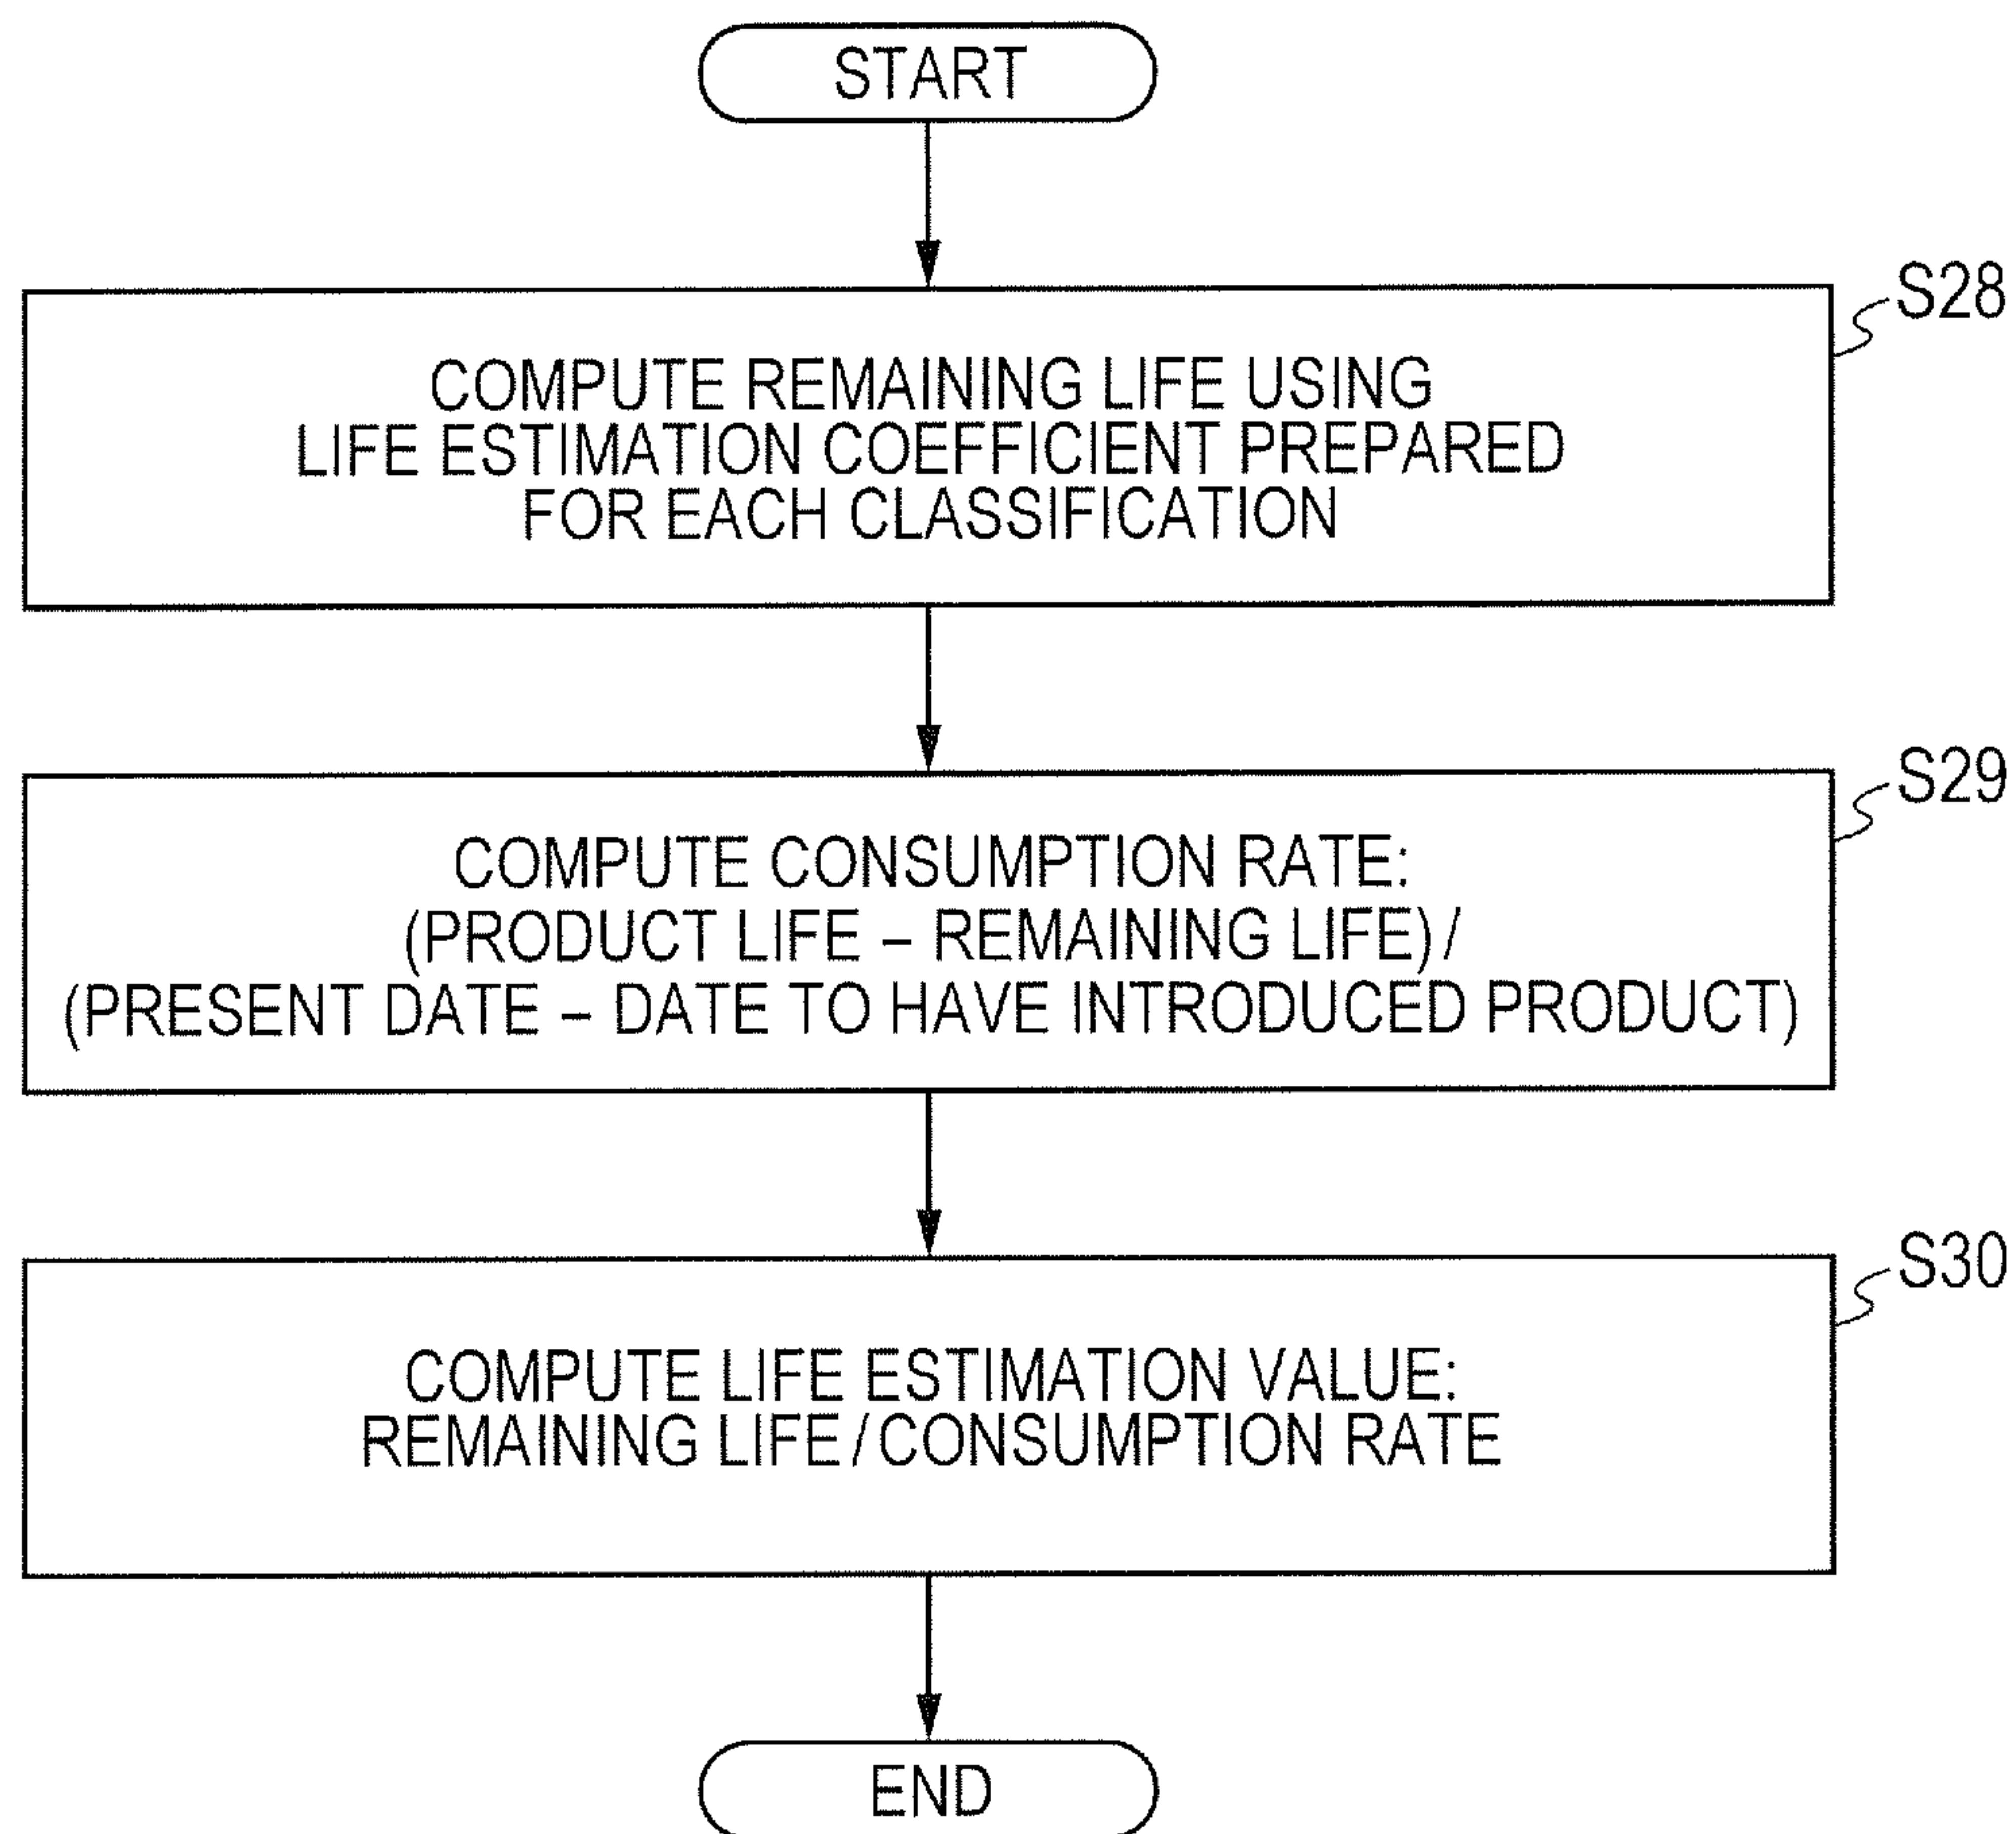 START
S28
COMPUTE REMAINING LIFE USING
LIFE ESTIMATION COEFFICIENT PREPARED
FOR EACH CLASSIFICATION
S29
COMPUTE CONSUMPTION RATE:
(PRODUCT LIFE – REMAINING LIFE) /
(PRESENT DATE – DATE TO HAVE INTRODUCED PRODUCT)
S30
COMPUTE LIFE ESTIMATION VALUE:
REMAINING LIFE / CONSUMPTION RATE
END